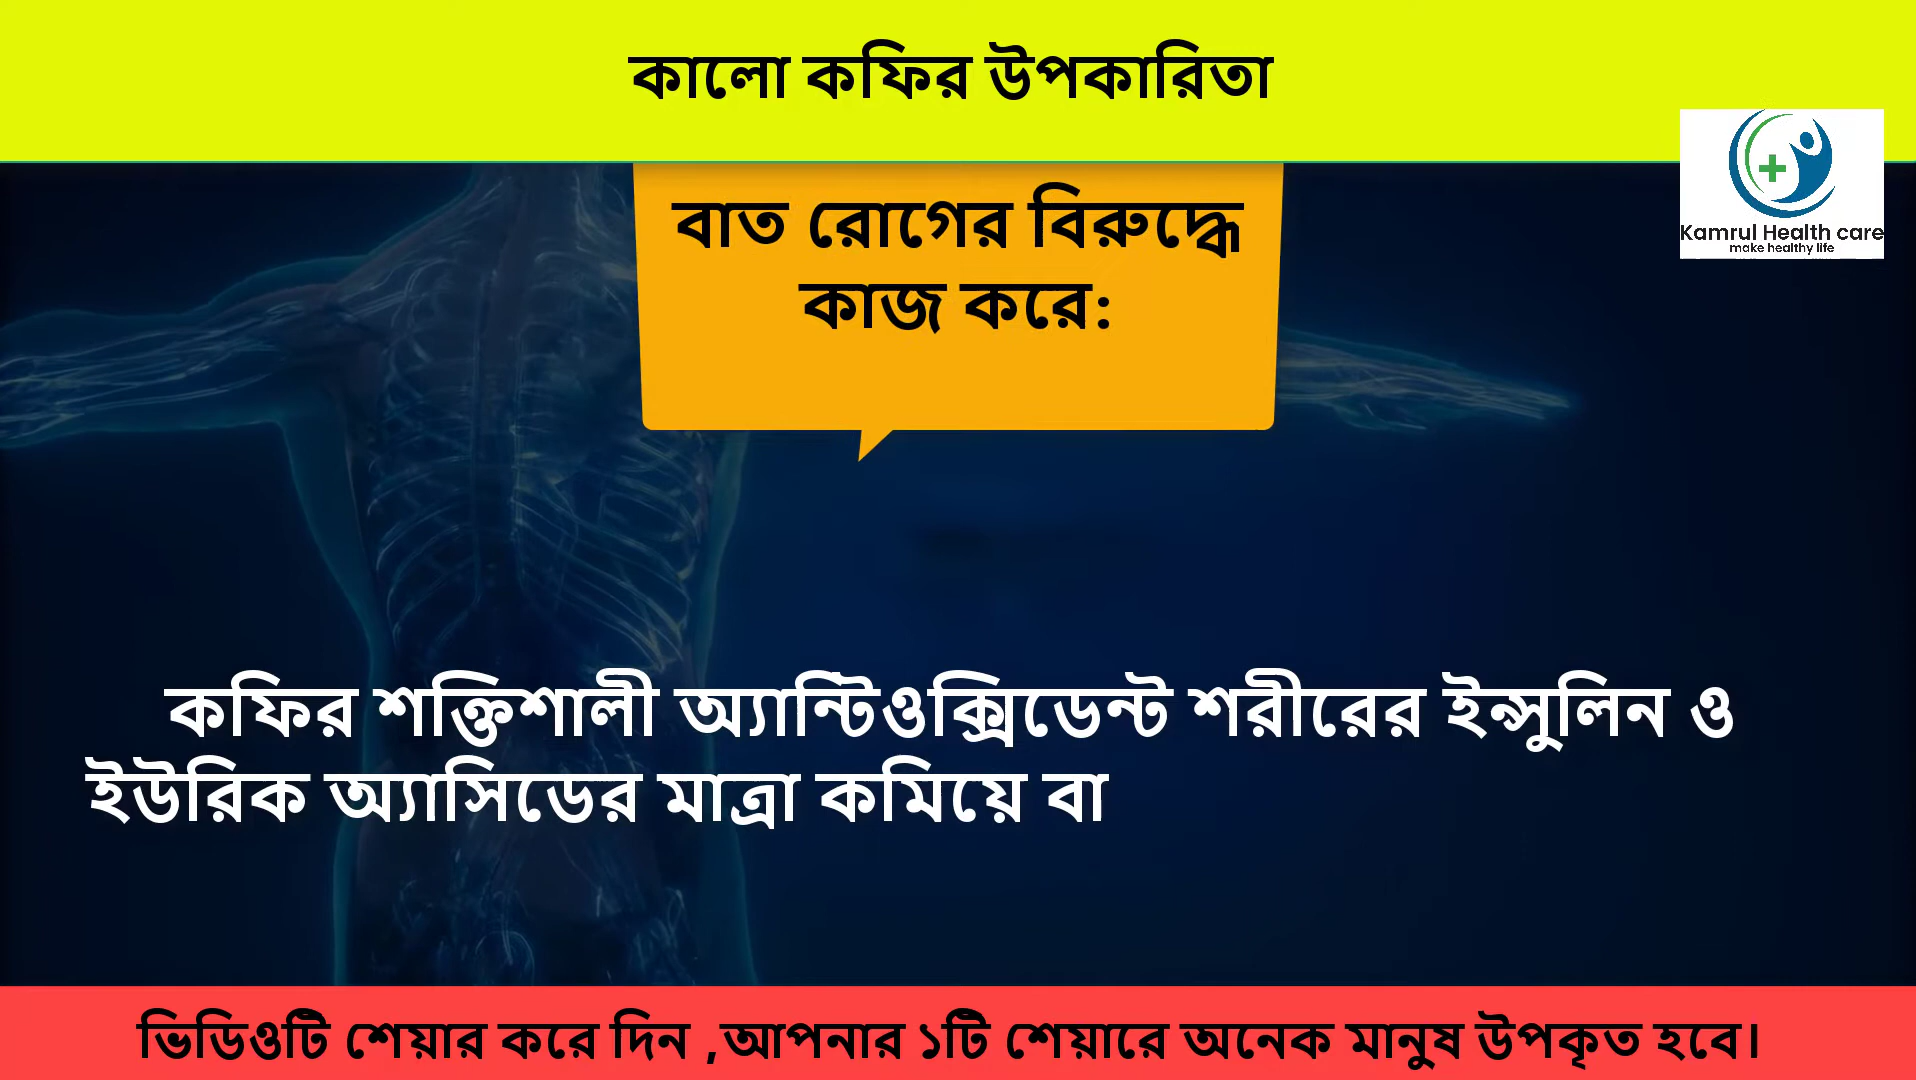 কালো কফির উপকারিতা
Kamrul Health care
make healthy life
বাত রোগের বিরুদ্ধে
কাজ করে:
কফির শক্তিশালী অ্যান্টিওক্সিডেন্ট শরীরের ইন্সুলিন ও
ইউরিক অ্যাসিডের মাত্রা কমিয়ে বা
ভিডিওটি শেয়ার করে দিন ,আপনার ১টি শেয়ারে অনেক মানুষ উপকৃত হবে।